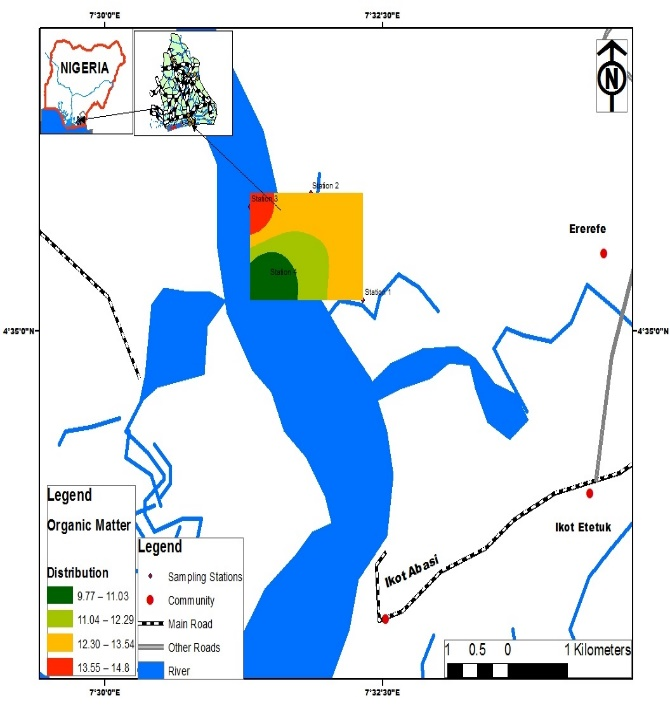 7°30'0"E
7°32'30"E
NIGERIA
N
Station 2
Station 3
Ererefe
Station 4
Station 1
4°35'0"N
4°35'0"N
Legend
Organic Matter
Distribution
9.77 – 11.03
11.04 – 12.29
12.30 – 13.54
13.55 – 14.8
Legend
Sampling Stations
Community
Main Road
Other Roads
River
Ikot Etetuk
Ikot Abasi
1 0.5 0 1 Kilometers
7°30'0"E
7°32'30"E